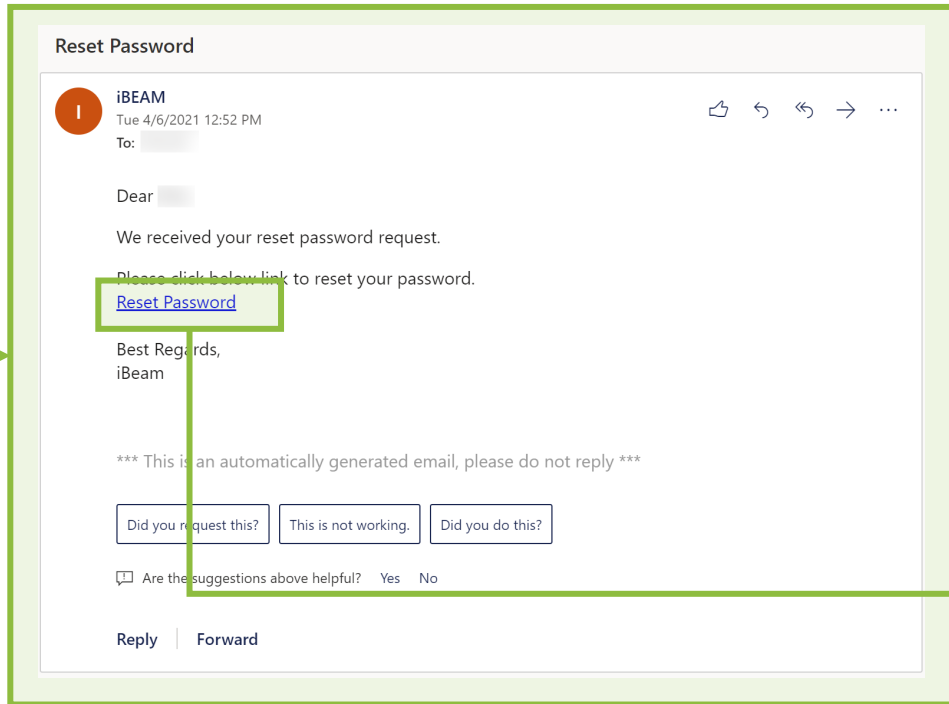 Reset Password
I
iBEAM
Tue 4/6/2021 12:52 PM
To:
Dear
We received your reset password request.
Please click below link to reset your password.
Reset Password
Best Regards,
iBeam
*** This is an automatically generated email, please do not reply ***
Did you request this? This is not working. Did you do this?
Are the suggestions above helpful? Yes No
Reply Forward